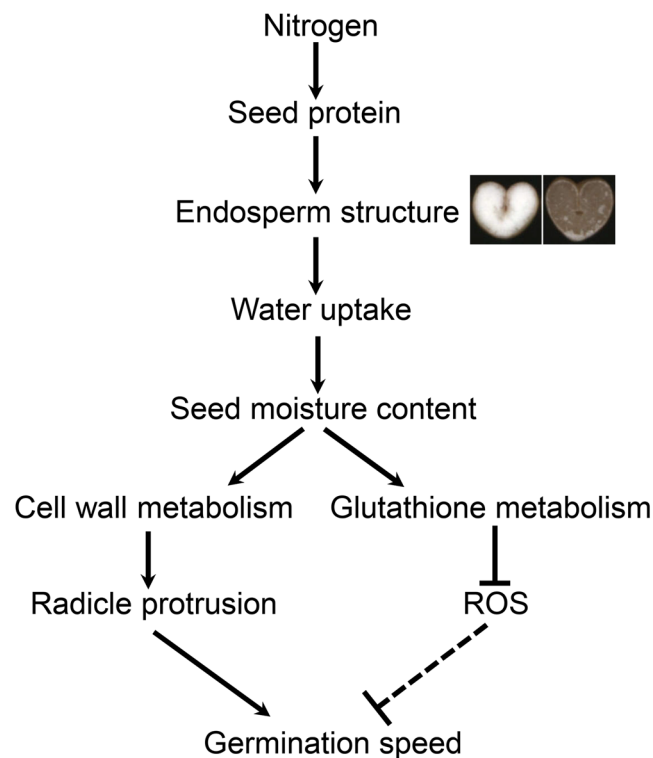 Nitrogen
Seed protein
Endosperm structure
Water uptake
Seed moisture content
Cell wall metabolism
Glutathione metabolism
Radicle protrusion
ROS
Germination speed